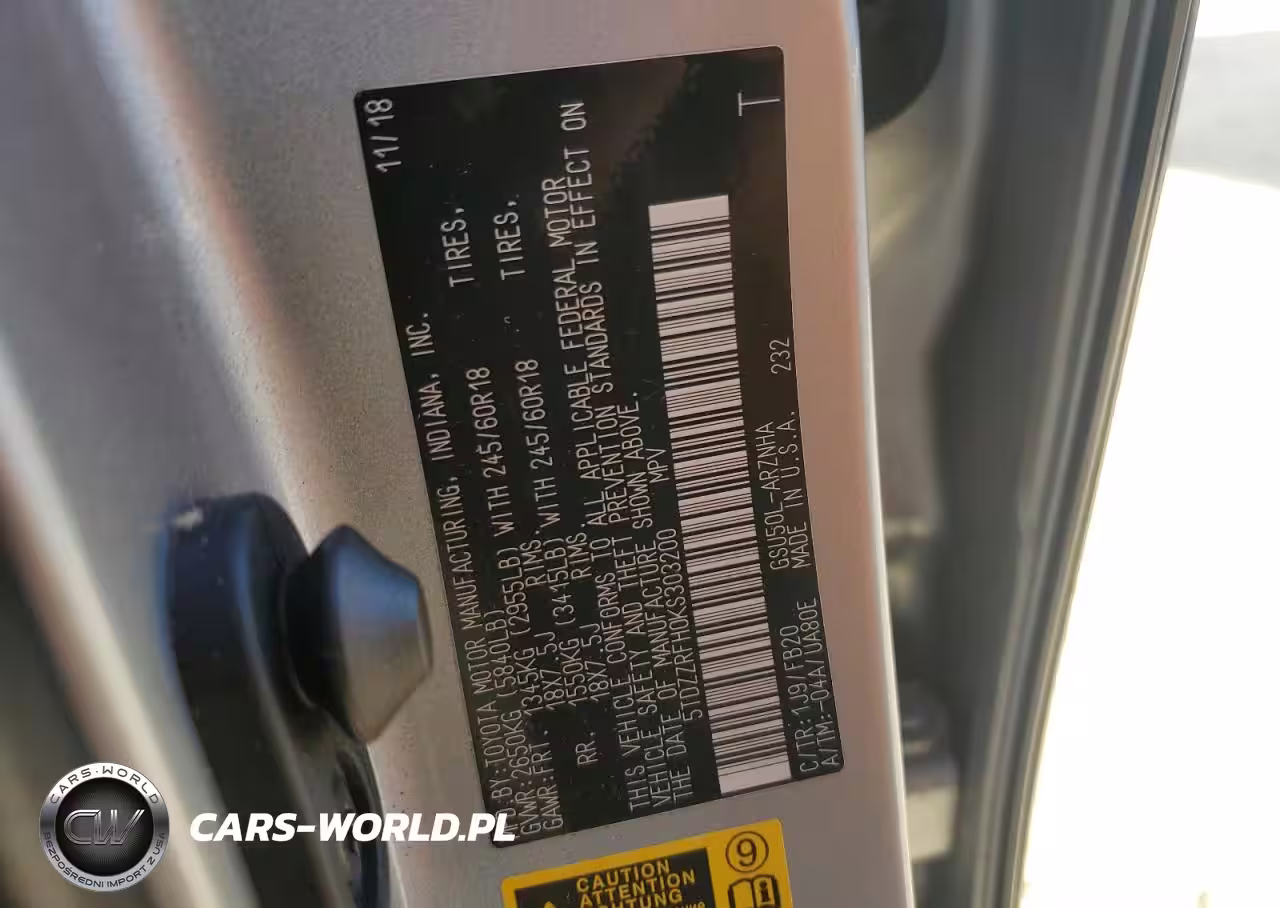 11/18
MFD.BY:TOYOTA MOTOR MANUFACTURING, INDIANA, INC.
GVWR:2650KG (5840LB)
GAWR:FRT 1345KG (2955LB) WITH 245/60R18 TIRES,
18X7.5J RIMS.
RR. 1550KG (3415LB) WITH 245/60R18 TIRES,
18X7.5J RIMS.
THIS VEHICLE CONFORMS TO ALL APPLICABLE FEDERAL MOTOR
VEHICLE SAFETY AND THEFT PREVENTION STANDARDS IN EFFECT ON
THE DATE OF MANUFACTURE SHOWN ABOVE.
5TDZZRFH0KS303200 MPV
T
C/TR:1J9/FB20 GSU50L-ARZNHA
A/TM:-04A/UA80E MADE IN U.S.A. 232
9
CAUTION
ATTENTION
ACHTUNG
CARS-WORLD
CW
BEZPOŚREDNI IMPORT Z USA
CARS-WORLD.PL